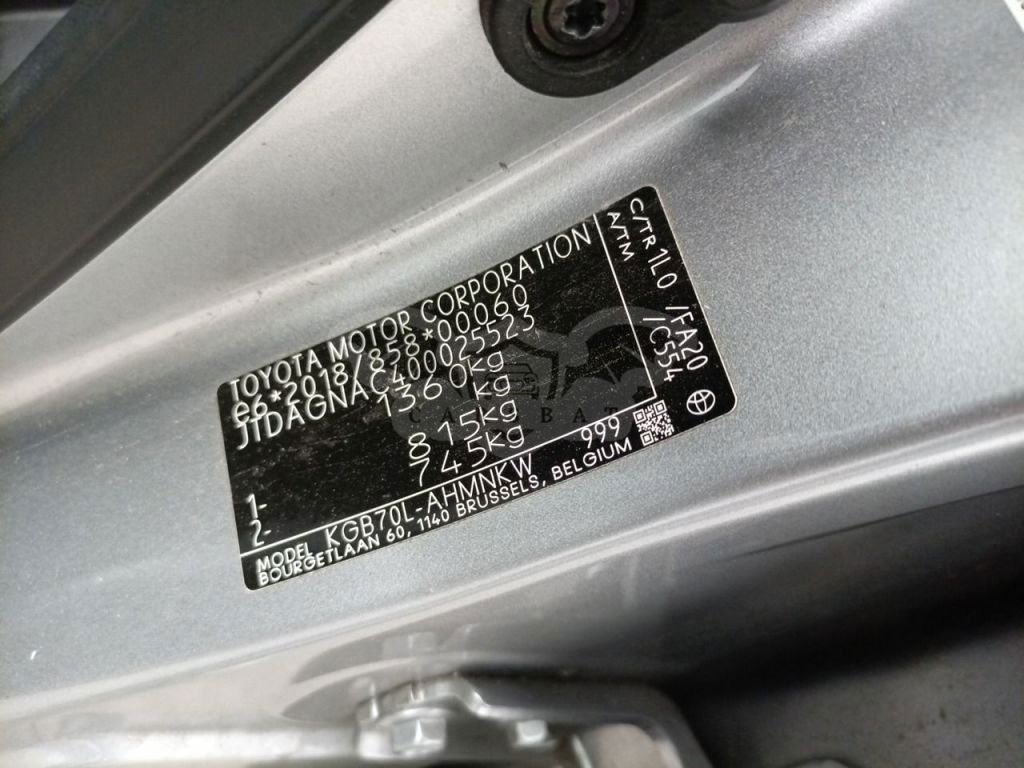 TOYOTA MOTOR CORPORATION
e6*2018/858*00060
JTDAGNAC400025523
1360kg
kg
1- 815kg
2- 745kg
MODEL KGB70L-AHMNKW 999
BOURGETLAAN 60, 1140 BRUSSELS, BELGIUM
C/TR 1L0 /FA20
A/TM /C554